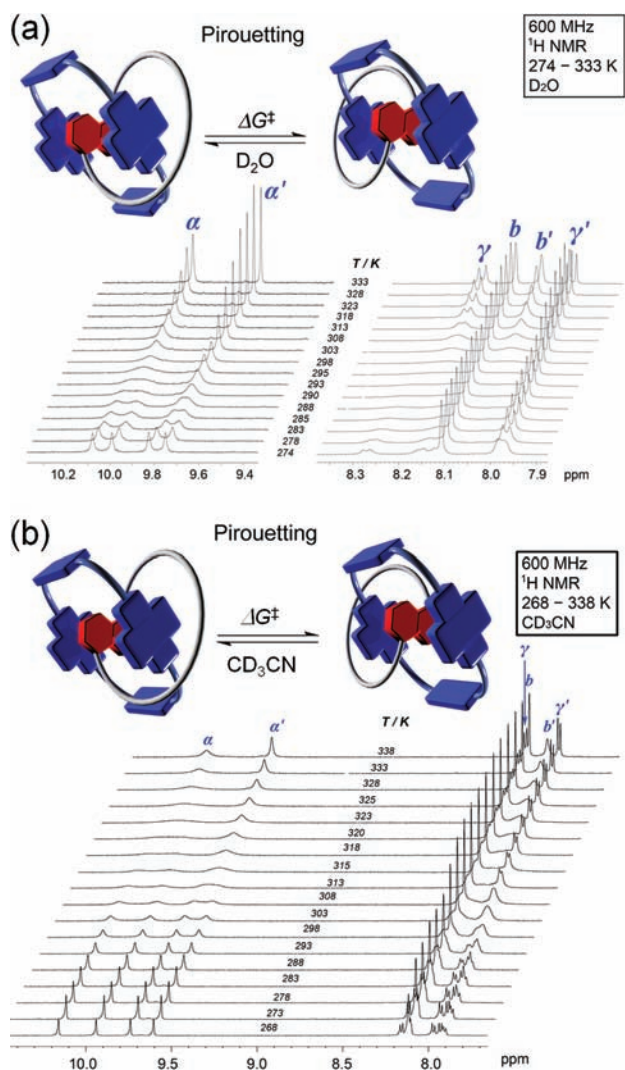 (a)
Pirouetting
600 MHz
¹H NMR
274 – 333 K
D₂O
ΔG‡
D₂O
α
α'
γ
b
b'
γ'
T / K
333
328
323
318
313
308
303
298
295
293
290
288
285
283
278
274
10.2 10.0 9.8 9.6 9.4
8.3 8.2 8.1 8.0 7.9 ppm
(b)
Pirouetting
600 MHz
¹H NMR
268 – 338 K
CD₃CN
ΔG‡
CD₃CN
γ
b
b'
γ'
α
α'
T / K
338
333
328
325
323
320
318
315
313
308
303
298
293
288
283
278
273
268
10.0 9.5 9.0 8.5 8.0 ppm